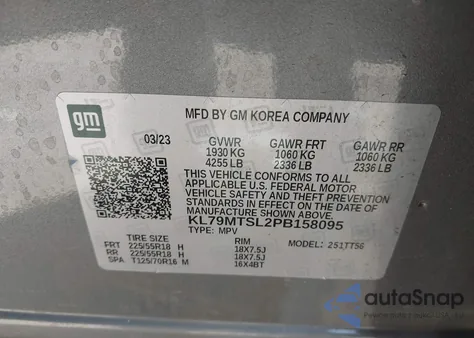 gm
MFD BY GM KOREA COMPANY
03/23 GVWR GAWR FRT GAWR RR
1930 KG 1060 KG 1060 KG
4255 LB 2336 LB 2336 LB
THIS VEHICLE CONFORMS TO ALL
APPLICABLE U.S. FEDERAL MOTOR
VEHICLE SAFETY AND THEFT PREVENTION
STANDARDS IN EFFECT ON THE DATE OF
MANUFACTURE SHOWN ABOVE.
KL79MTSL2PB158095
TYPE: MPV MODEL: 251TT56
TIRE SIZE RIM
FRT 225/55R18 H 18X7.5J
RR 225/55R18 H 18X7.5J
SPA T125/70R16 M 16X4BT
autoSnap